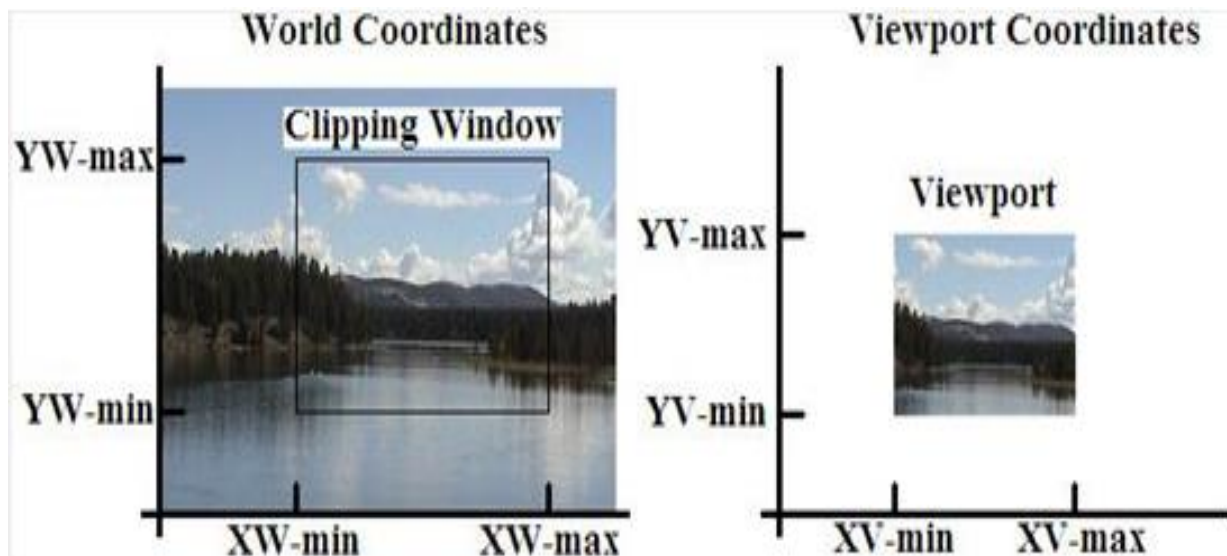 World Coordinates
Clipping Window
YW-max
YW-min
XW-min
XW-max
Viewport Coordinates
Viewport
YV-max
YV-min
XV-min
XV-max